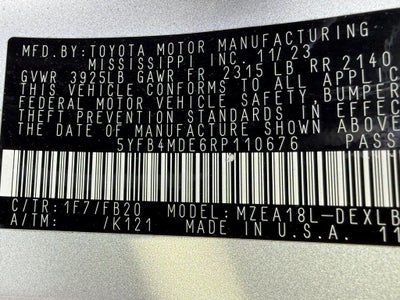 MFD. BY: TOYOTA MOTOR MANUFACTURING
MISSISSIPPI INC. 11/23
GVWR 3925LB GAWR FR 2315 LB RR 2140
THIS VEHICLE CONFORMS TO ALL APPLIC
FEDERAL MOTOR VEHICLE SAFETY, BUMPER
THEFT PREVENTION STANDARDS IN EFFEC
THE DATE OF MANUFACTURE SHOWN ABOVE
5YFB4MDE6RP110676 PASS
C/TR: 1F7/FB20 MODEL: MZEA18L-DEXLB
A/TM: /K121 MADE IN U.S.A. 11